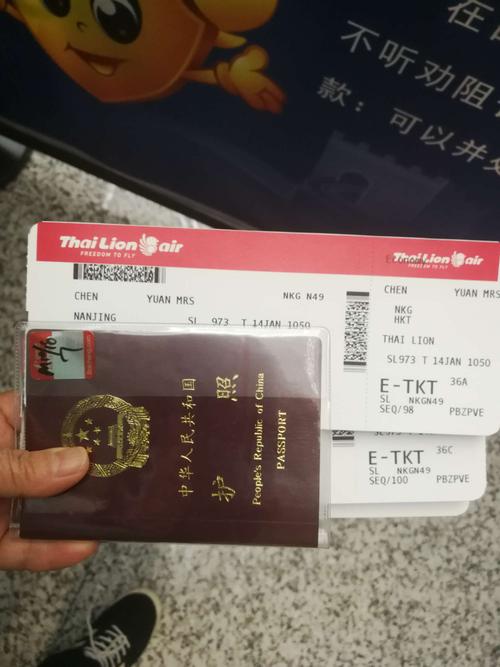 不听劝阻
款：可以并处
Thai Lion air
FREEDOM TO FLY
CHEN YUAN MRS NKG N49
NANJING SL 973 T 14JAN 1050
Thai Lion air
FREEDOM TO FLY
CHEN YUAN MRS
NKG
HKT
THAI LION
SL973 T 14JAN 1050
E-TKT 36A
SL NKGN49
SEQ/98 PBZPVE
E-TKT 36C
SL NKGN49
SEQ/100 PBZPVE
中华人民共和国
护照
People's Republic of China
PASSPORT